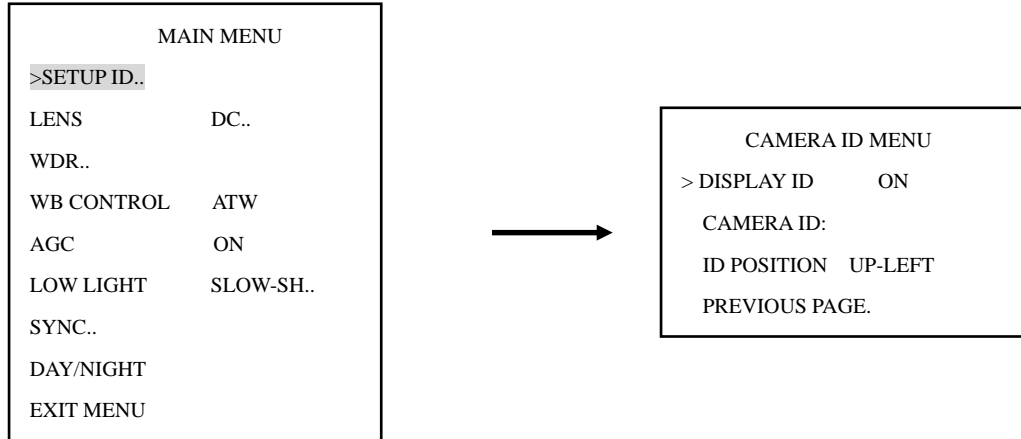 MAIN MENU
>SETUP ID..
LENS DC..
WDR..
WB CONTROL ATW
AGC ON
LOW LIGHT SLOW-SH..
SYNC..
DAY/NIGHT
EXIT MENU
CAMERA ID MENU
> DISPLAY ID ON
CAMERA ID:
ID POSITION UP-LEFT
PREVIOUS PAGE.